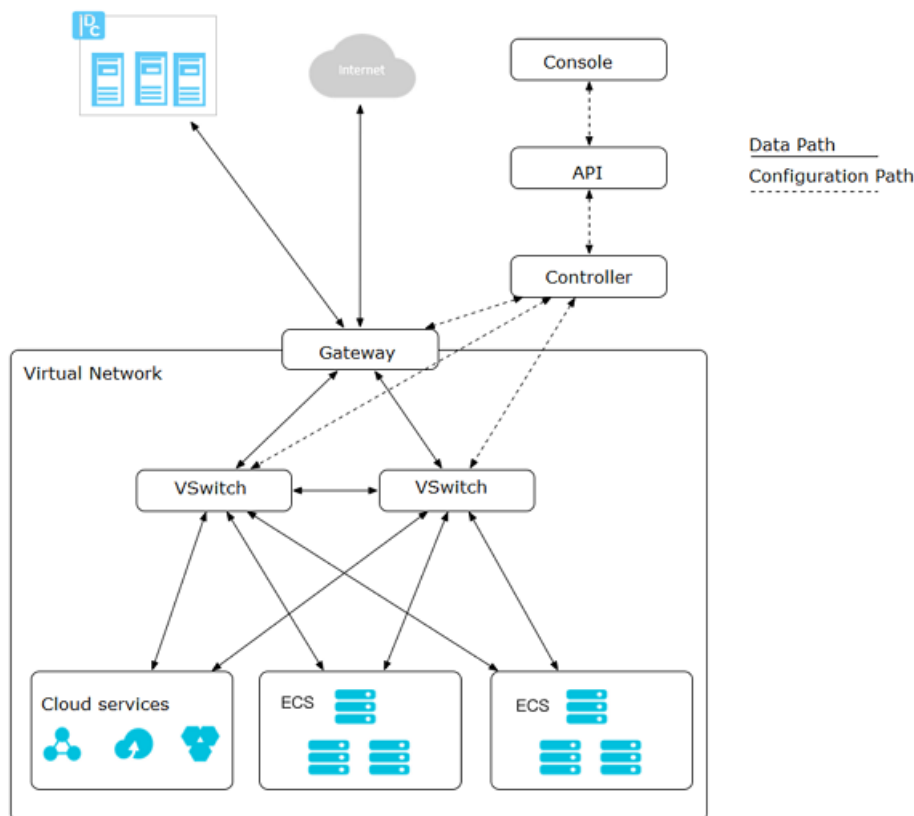 DC
Internet
Console
API
Data Path
Configuration Path
Controller
Gateway
Virtual Network
VSwitch
VSwitch
Cloud services
ECS
ECS